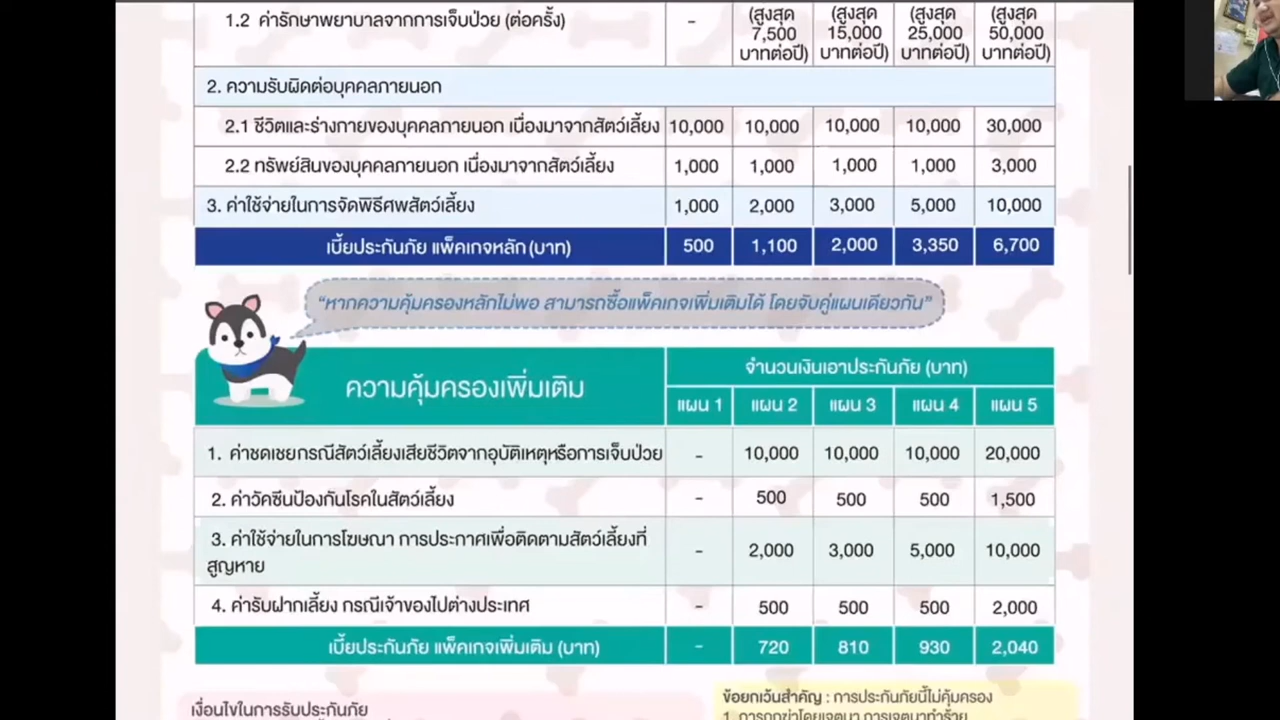 1.2 ค่ารักษาพยาบาลจากการเจ็บป่วย (ต่อครั้ง) - (สูงสุด 7,500 บาทต่อปี) (สูงสุด 15,000 บาทต่อปี) (สูงสุด 25,000 บาทต่อปี) (สูงสุด 50,000 บาทต่อปี)
2. ความรับผิดต่อบุคคลภายนอก
2.1 ชีวิตและร่างกายของบุคคลภายนอก เนื่องมาจากสัตว์เลี้ยง 10,000 10,000 10,000 10,000 30,000
2.2 ทรัพย์สินของบุคคลภายนอก เนื่องมาจากสัตว์เลี้ยง 1,000 1,000 1,000 1,000 3,000
3. ค่าใช้จ่ายในการจัดพิธีศพสัตว์เลี้ยง 1,000 2,000 3,000 5,000 10,000
เบี้ยประกันภัย แพ็คเกจหลัก (บาท) 500 1,100 2,000 3,350 6,700
“หากความคุ้มครองหลักไม่พอ สามารถซื้อแพ็คเกจเพิ่มเติมได้ โดยจับคู่แผนเดียวกัน”
ความคุ้มครองเพิ่มเติม
จำนวนเงินเอาประกันภัย (บาท)
แผน 1 แผน 2 แผน 3 แผน 4 แผน 5
1. ค่าชดเชยกรณีสัตว์เลี้ยงเสียชีวิตจากอุบัติเหตุหรือการเจ็บป่วย - 10,000 10,000 10,000 20,000
2. ค่าวัคซีนป้องกันโรคในสัตว์เลี้ยง - 500 500 500 1,500
3. ค่าใช้จ่ายในการโฆษณา การประกาศเพื่อติดตามสัตว์เลี้ยงที่
สูญหาย - 2,000 3,000 5,000 10,000
4. ค่ารับฝากเลี้ยง กรณีเจ้าของไปต่างประเทศ - 500 500 500 2,000
เบี้ยประกันภัย แพ็คเกจเพิ่มเติม (บาท) - 720 810 930 2,040
เงื่อนไขในการรับประกันภัย
ข้อยกเว้นสำคัญ : การประกันภัยนี้ไม่คุ้มครอง
1. การถูกฆ่าโดยเจตนา การเจตนาทำร้าย